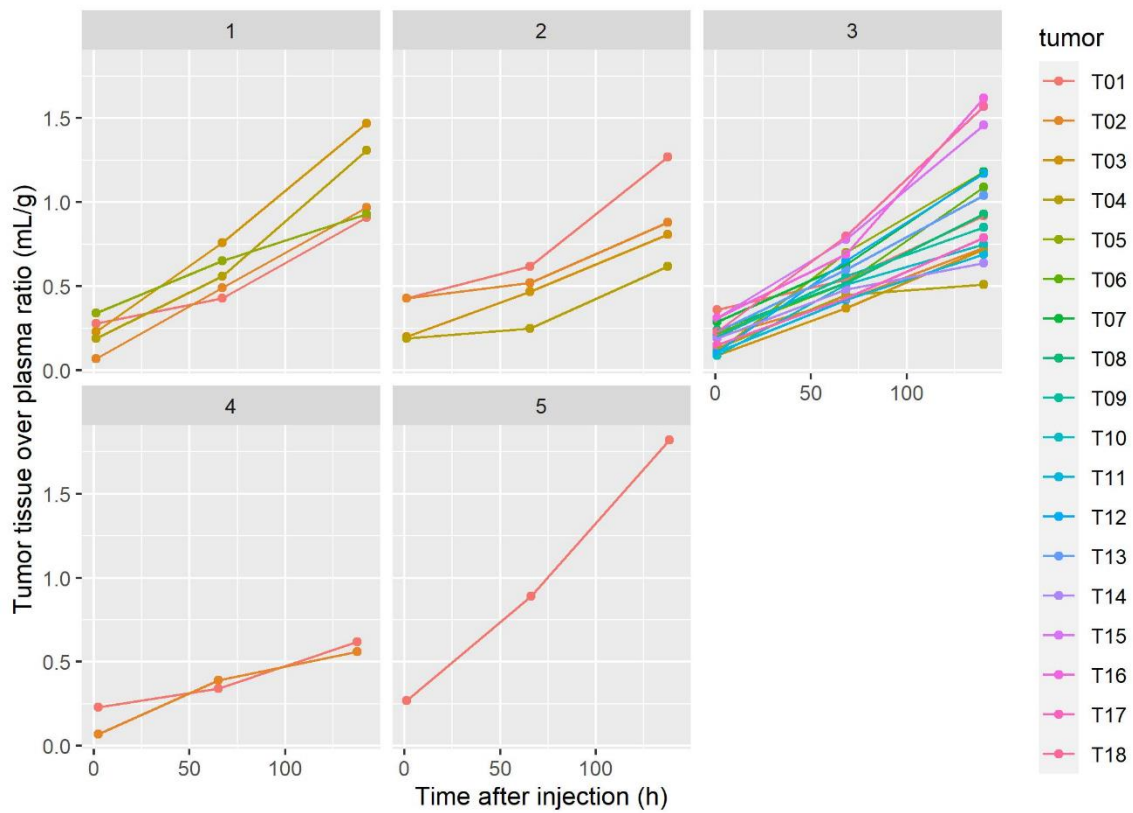 1
2
3
Tumor tissue over plasma ratio (mL/g)
1.5
1.0
0.5
0.0
0
50
100
4
5
1.5
1.0
0.5
0.0
0
50
100
0
50
100
Time after injection (h)
tumor
T01
T02
T03
T04
T05
T06
T07
T08
T09
T10
T11
T12
T13
T14
T15
T16
T17
T18